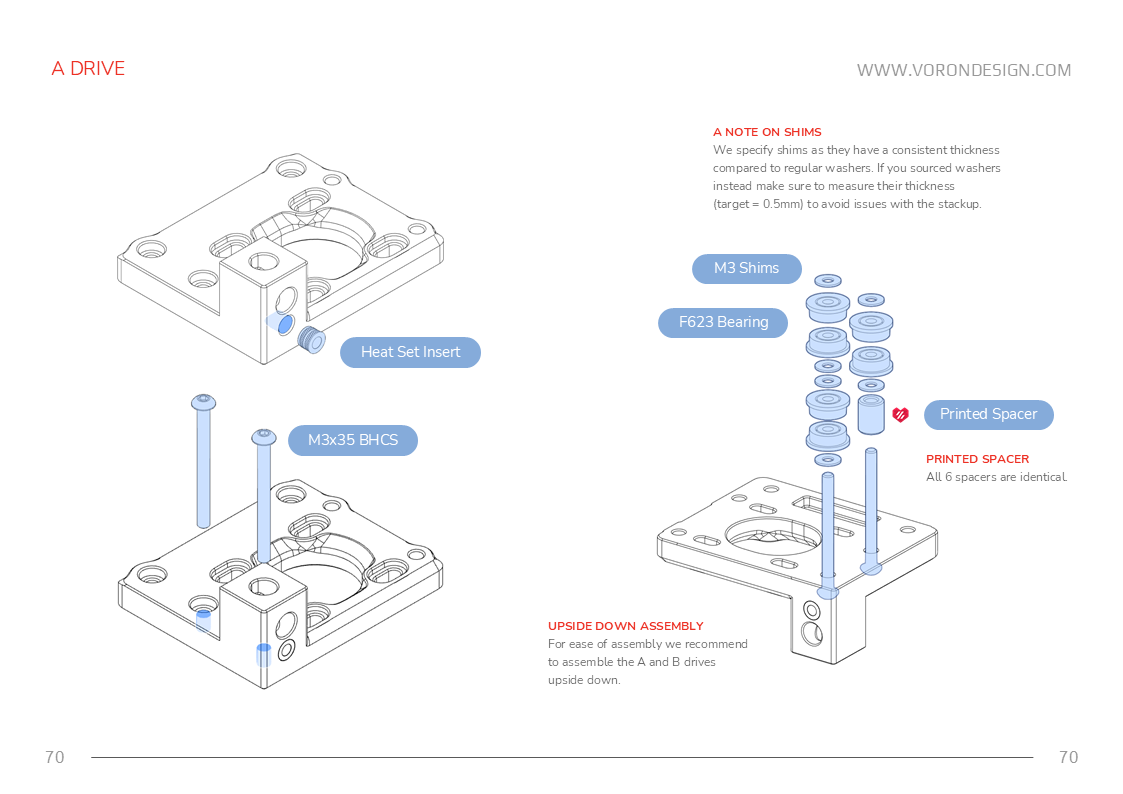 A DRIVE
WWW.VORONDESIGN.COM
A NOTE ON SHIMS
We specify shims as they have a consistent thickness
compared to regular washers. If you sourced washers
instead make sure to measure their thickness
(target = 0.5mm) to avoid issues with the stackup.
M3 Shims
F623 Bearing
Heat Set Insert
Printed Spacer
M3x35 BHCS
PRINTED SPACER
All 6 spacers are identical.
UPSIDE DOWN ASSEMBLY
For ease of assembly we recommend
to assemble the A and B drives
upside down.
70
70